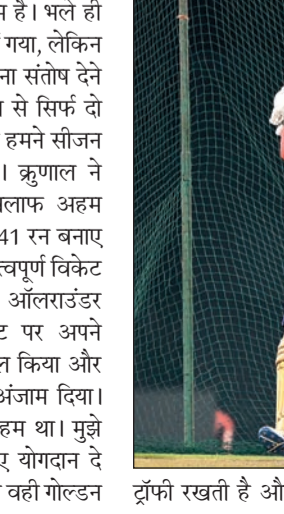 म है। भले ही
गया, लेकिन
ना संतोष देने
से सिर्फ दो
हमने सीजन
। क्रुणाल ने
लाफ अहम
41 रन बनाए
त्वपूर्ण विकेट
ऑलराउंडर
ट पर अपने
ल किया और
अंजाम दिया।
हम था। मुझे
ए योगदान दे
वही गोल्डन
ट्रॉफी रखती है औ